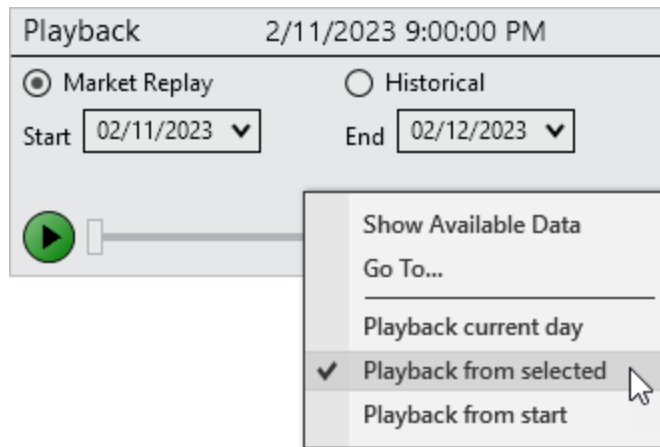 Playback 2/11/2023 9:00:00 PM
Market Replay Historical
Start 02/11/2023 End 02/12/2023
Show Available Data
Go To...
Playback current day
Playback from selected
Playback from start